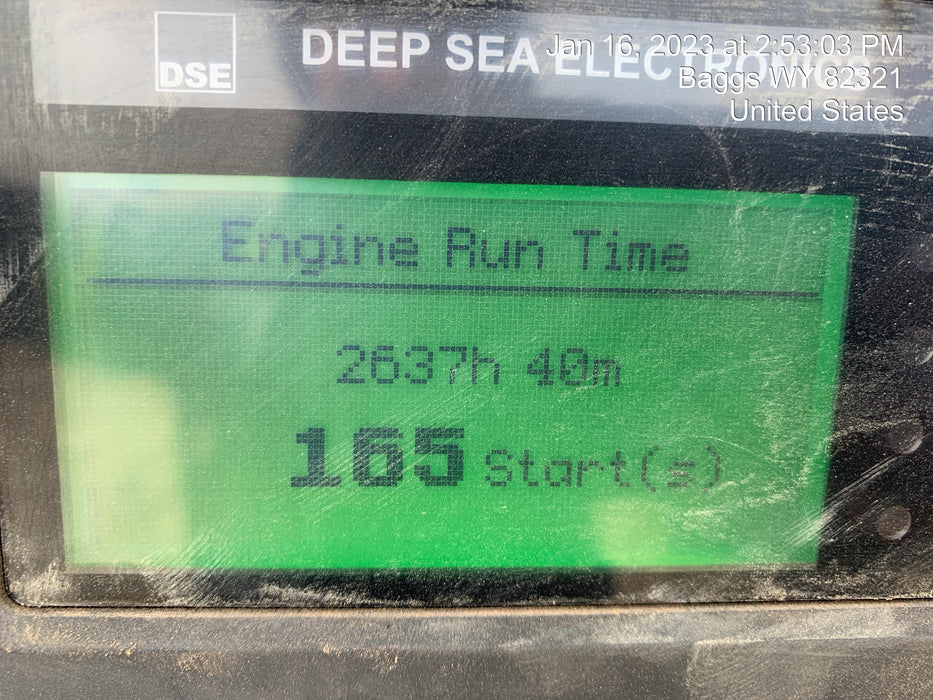 DSE
DEEP SEA ELECTRONICS
Jan 16, 2023 at 2:53:03 PM
Baggs WY 82321
United States
Engine Run Time
2637h 40m
165 Start(s)